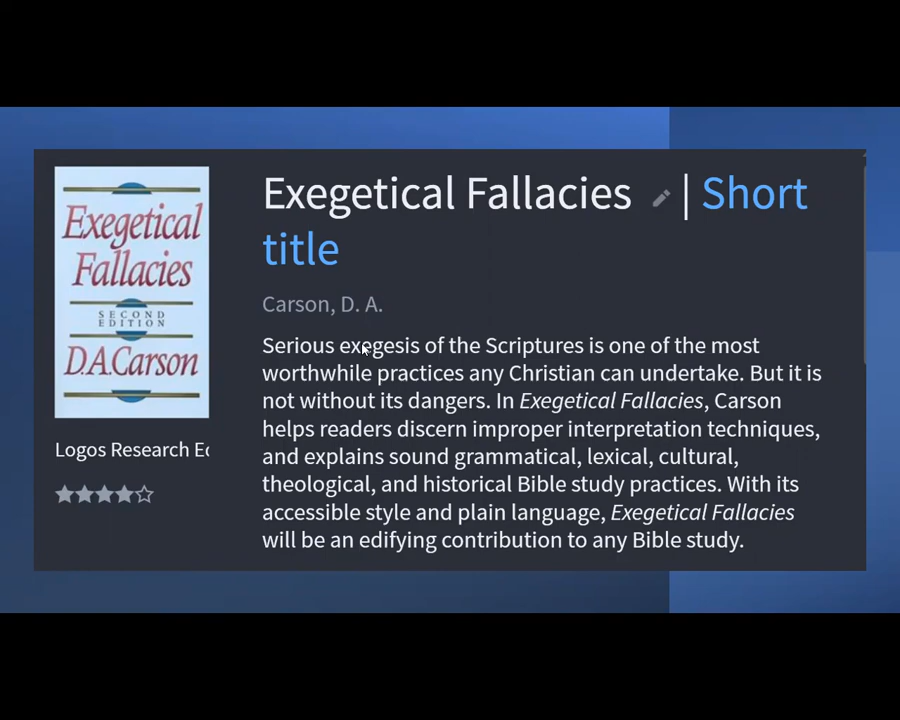 Exegetical
Fallacies
SECOND
EDITION
D.A.Carson
Logos Research Ec
Exegetical Fallacies | Short
title
Carson, D. A.
Serious exegesis of the Scriptures is one of the most
worthwhile practices any Christian can undertake. But it is
not without its dangers. In Exegetical Fallacies, Carson
helps readers discern improper interpretation techniques,
and explains sound grammatical, lexical, cultural,
theological, and historical Bible study practices. With its
accessible style and plain language, Exegetical Fallacies
will be an edifying contribution to any Bible study.